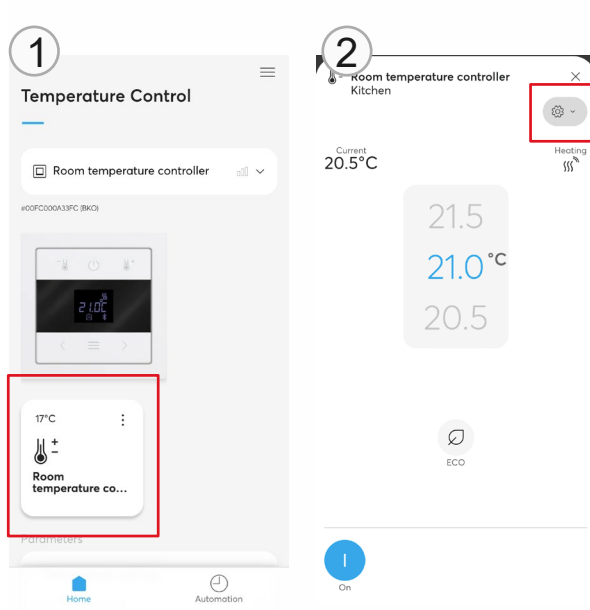 1
Temperature Control
Room temperature controller
#00FC000A33FC (BKO)
21.0°C
17°C
+
-
Room
temperature co...
Parameters
Home
Automation
2
Room temperature controller
Kitchen
Current
20.5°C
Heating
21.5
21.0 °C
20.5
ECO
On